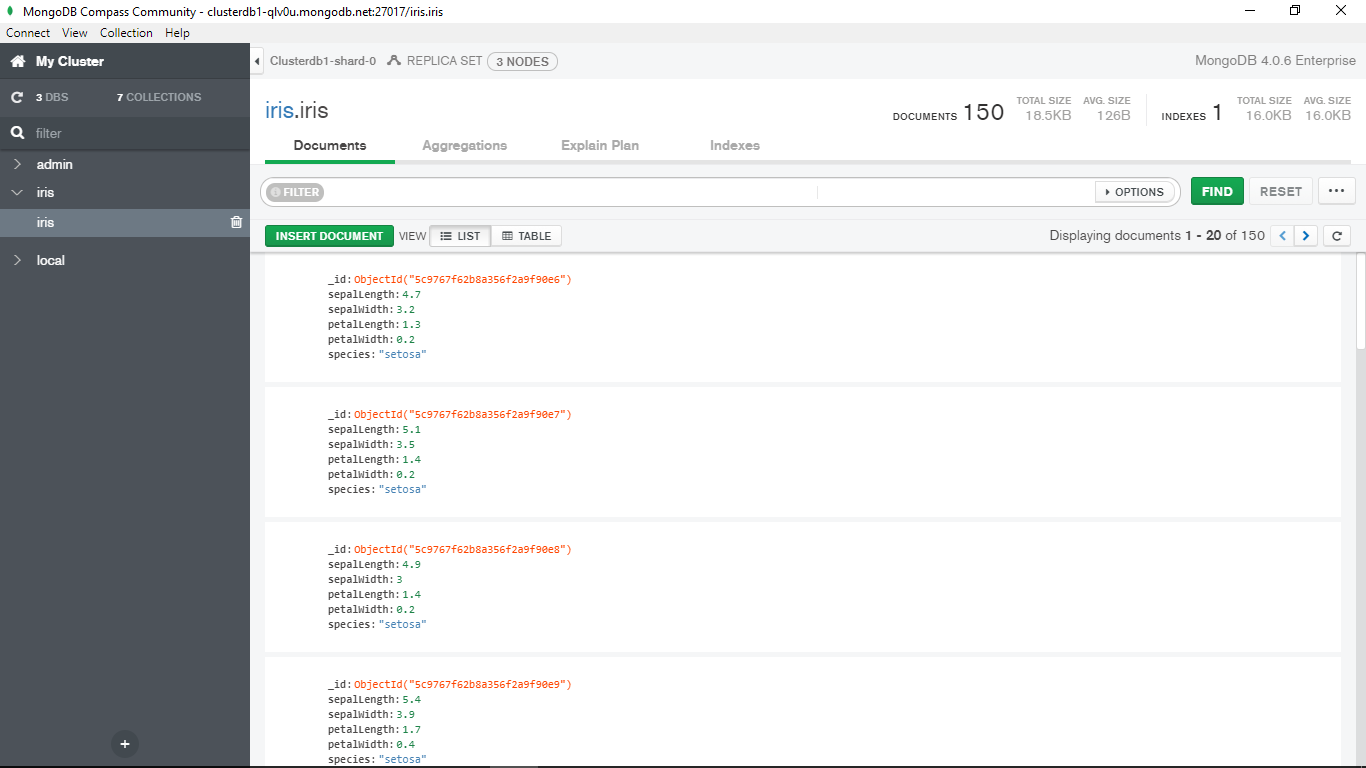 MongoDB Compass Community - clusterdb1-qlv0u.mongodb.net:27017/iris.iris
Connect View Collection Help
My Cluster
Clusterdb1-shard-0 REPLICA SET 3 NODES
MongoDB 4.0.6 Enterprise
3 DBS 7 COLLECTIONS
filter
admin
iris
iris
local
iris.iris
DOCUMENTS 150 TOTAL SIZE 18.5KB AVG. SIZE 126B
INDEXES 1 TOTAL SIZE 16.0KB AVG. SIZE 16.0KB
Documents Aggregations Explain Plan Indexes
FILTER OPTIONS FIND RESET
INSERT DOCUMENT VIEW LIST TABLE
Displaying documents 1 - 20 of 150
_id: ObjectId("5c9767f62b8a356f2a9f90e6")
sepalLength: 4.7
sepalWidth: 3.2
petalLength: 1.3
petalWidth: 0.2
species: "setosa"
_id: ObjectId("5c9767f62b8a356f2a9f90e7")
sepalLength: 5.1
sepalWidth: 3.5
petalLength: 1.4
petalWidth: 0.2
species: "setosa"
_id: ObjectId("5c9767f62b8a356f2a9f90e8")
sepalLength: 4.9
sepalWidth: 3
petalLength: 1.4
petalWidth: 0.2
species: "setosa"
_id: ObjectId("5c9767f62b8a356f2a9f90e9")
sepalLength: 5.4
sepalWidth: 3.9
petalLength: 1.7
petalWidth: 0.4
species: "setosa"